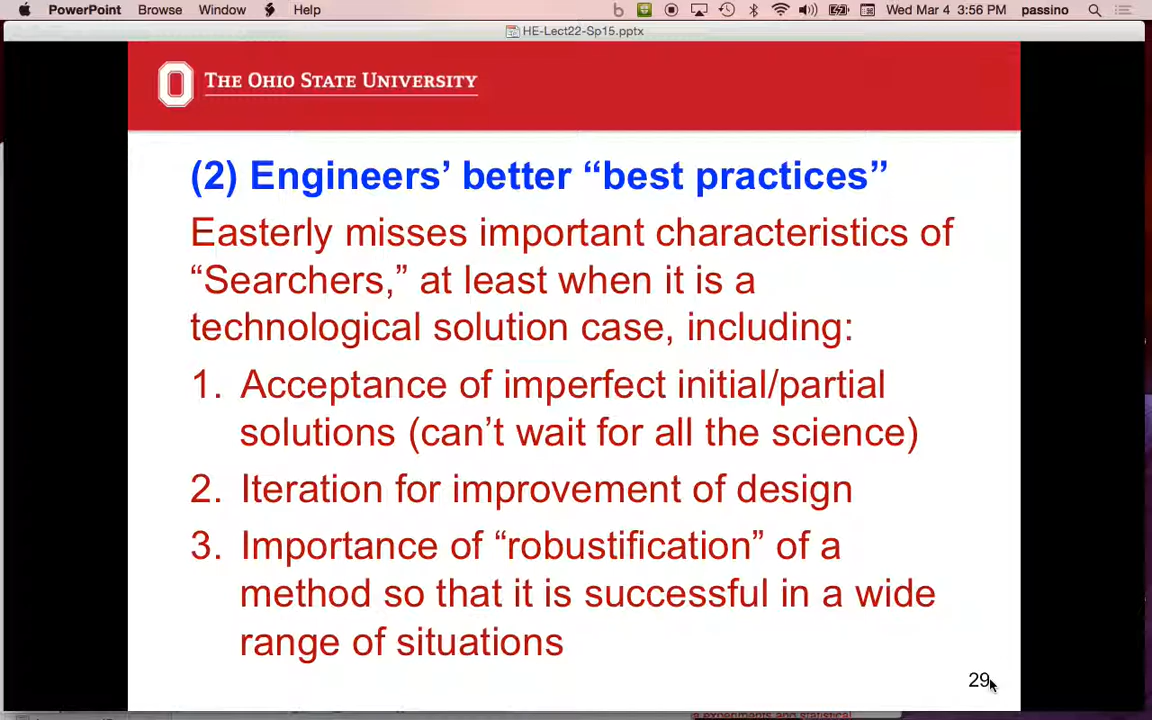 PowerPoint Browse Window Help Wed Mar 4 3:56 PM passino
HE-Lect22-Sp15.pptx
THE OHIO STATE UNIVERSITY
(2) Engineers’ better “best practices”
Easterly misses important characteristics of
“Searchers,” at least when it is a
technological solution case, including:
1. Acceptance of imperfect initial/partial
solutions (can’t wait for all the science)
2. Iteration for improvement of design
3. Importance of “robustification” of a
method so that it is successful in a wide
range of situations
29